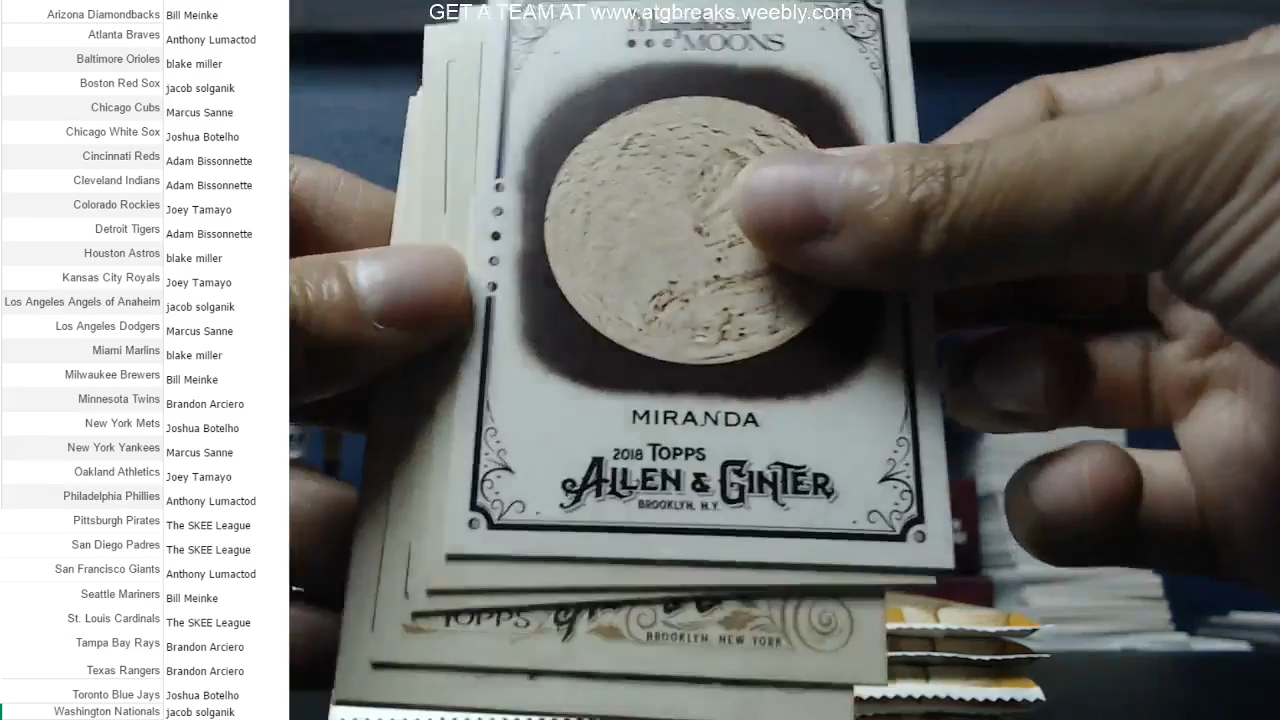 GET A TEAM AT www.atgbreaks.weebly.com
Arizona Diamondbacks Bill Meinke
Atlanta Braves Anthony Lumactod
Baltimore Orioles blake miller
Boston Red Sox jacob solganik
Chicago Cubs Marcus Sanne
Chicago White Sox Joshua Botelho
Cincinnati Reds Adam Bissonnette
Cleveland Indians Adam Bissonnette
Colorado Rockies Joey Tamayo
Detroit Tigers Adam Bissonnette
Houston Astros blake miller
Kansas City Royals Joey Tamayo
Los Angeles Angels of Anaheim jacob solganik
Los Angeles Dodgers Marcus Sanne
Miami Marlins blake miller
Milwaukee Brewers Bill Meinke
Minnesota Twins Brandon Arciero
New York Mets Joshua Botelho
New York Yankees Marcus Sanne
Oakland Athletics Joey Tamayo
Philadelphia Phillies Anthony Lumactod
Pittsburgh Pirates The SKEE League
San Diego Padres The SKEE League
San Francisco Giants Anthony Lumactod
Seattle Mariners Bill Meinke
St. Louis Cardinals The SKEE League
Tampa Bay Rays Brandon Arciero
Texas Rangers Brandon Arciero
Toronto Blue Jays Joshua Botelho
Washington Nationals jacob solganik
MOONS
MIRANDA
2018 TOPPS
ALLEN & GINTER
BROOKLYN, N.Y.
TOPPS
BROOKLYN, NEW YORK